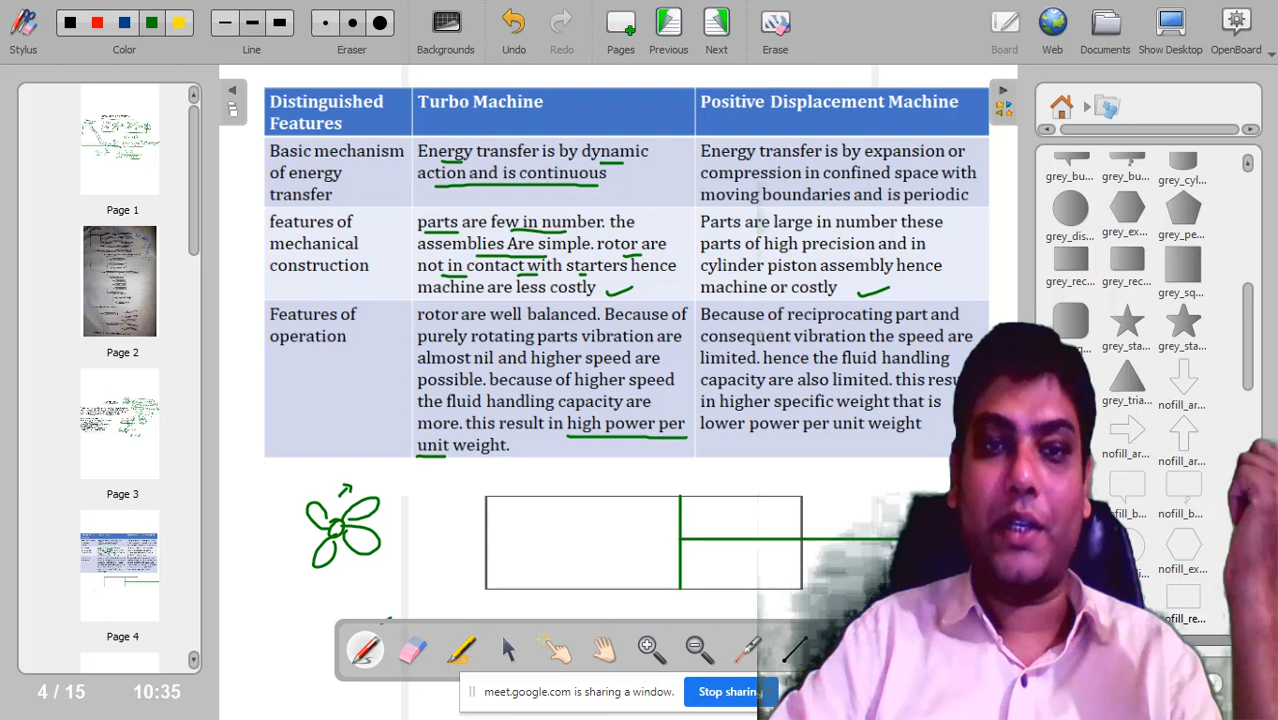 Stylus
Color
Line
Eraser
Backgrounds
Undo
Redo
Pages
Previous
Next
Erase
Board
Web
Documents
Show Desktop
OpenBoard
Page 1
Page 2
Page 3
Page 4
4 / 15
10:35
Distinguished
Features
Turbo Machine
Positive Displacement Machine
Basic mechanism
of energy
transfer
Energy transfer is by dynamic
action and is continuous
Energy transfer is by expansion or
compression in confined space with
moving boundaries and is periodic
features of
mechanical
construction
parts are few in number. the
assemblies Are simple. rotor are
not in contact with starters hence
machine are less costly
Parts are large in number these
parts of high precision and in
cylinder piston assembly hence
machine or costly
Features of
operation
rotor are well balanced. Because of
purely rotating parts vibration are
almost nil and higher speed are
possible. because of higher speed
the fluid handling capacity are
more. this result in high power per
unit weight.
Because of reciprocating part and
consequent vibration the speed are
limited. hence the fluid handling
capacity are also limited. this resu
in higher specific weight that is
lower power per unit weight
grey_bu...
grey_bu...
grey_cyl...
grey_dis...
grey_ex...
grey_pe...
grey_rec...
grey_rec...
grey_sq...
grey_sta...
grey_sta...
grey_tria...
nofill_ar...
nofill_ar...
nofill_ar...
nofill_b...
nofill_b...
nofill_ex...
nofill_re...
meet.google.com is sharing a window.
Stop sharing